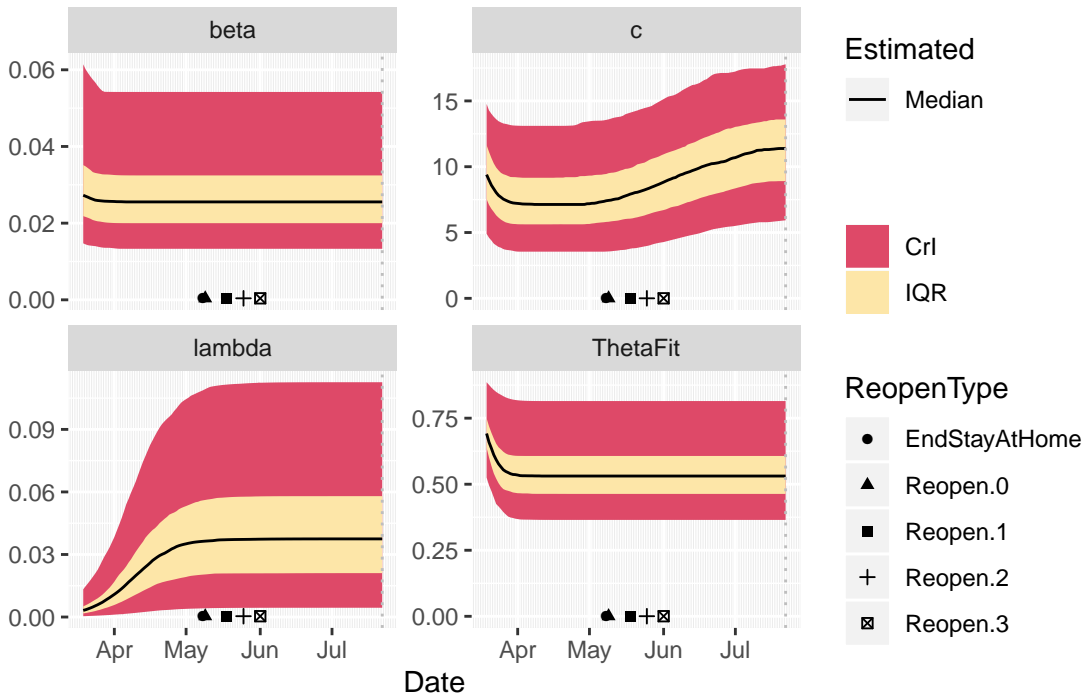 beta
c
0.06
0.04
0.02
0.00
15
10
5
0
lambda
ThetaFit
0.09
0.06
0.03
0.00
0.75
0.50
0.25
0.00
Apr May Jun Jul
Apr May Jun Jul
Date
Estimated
Median
CrI
IQR
ReopenType
EndStayAtHome
Reopen.0
Reopen.1
Reopen.2
Reopen.3